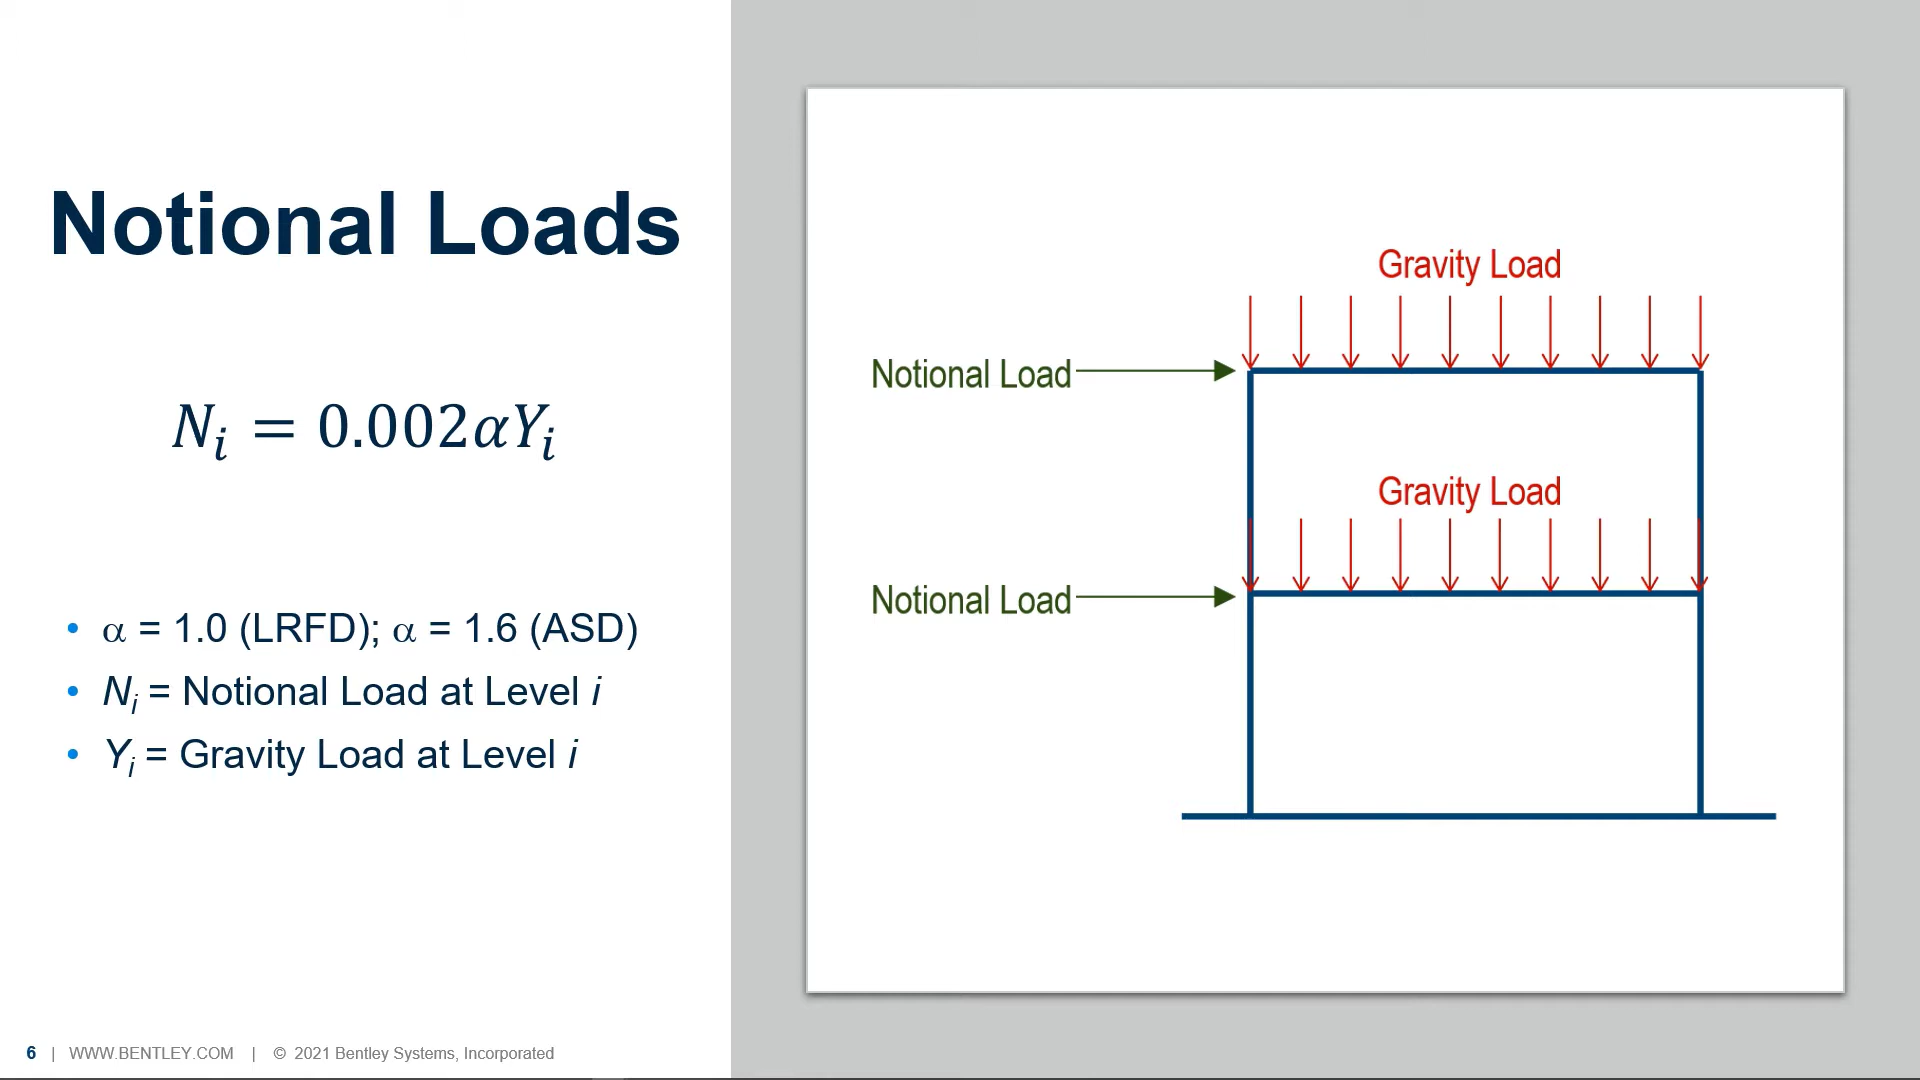 Notional Loads
Nᵢ = 0.002αYᵢ
• α = 1.0 (LRFD); α = 1.6 (ASD)
• Nᵢ = Notional Load at Level i
• Yᵢ = Gravity Load at Level i
Gravity Load
Notional Load
Gravity Load
Notional Load
6 | WWW.BENTLEY.COM | © 2021 Bentley Systems, Incorporated